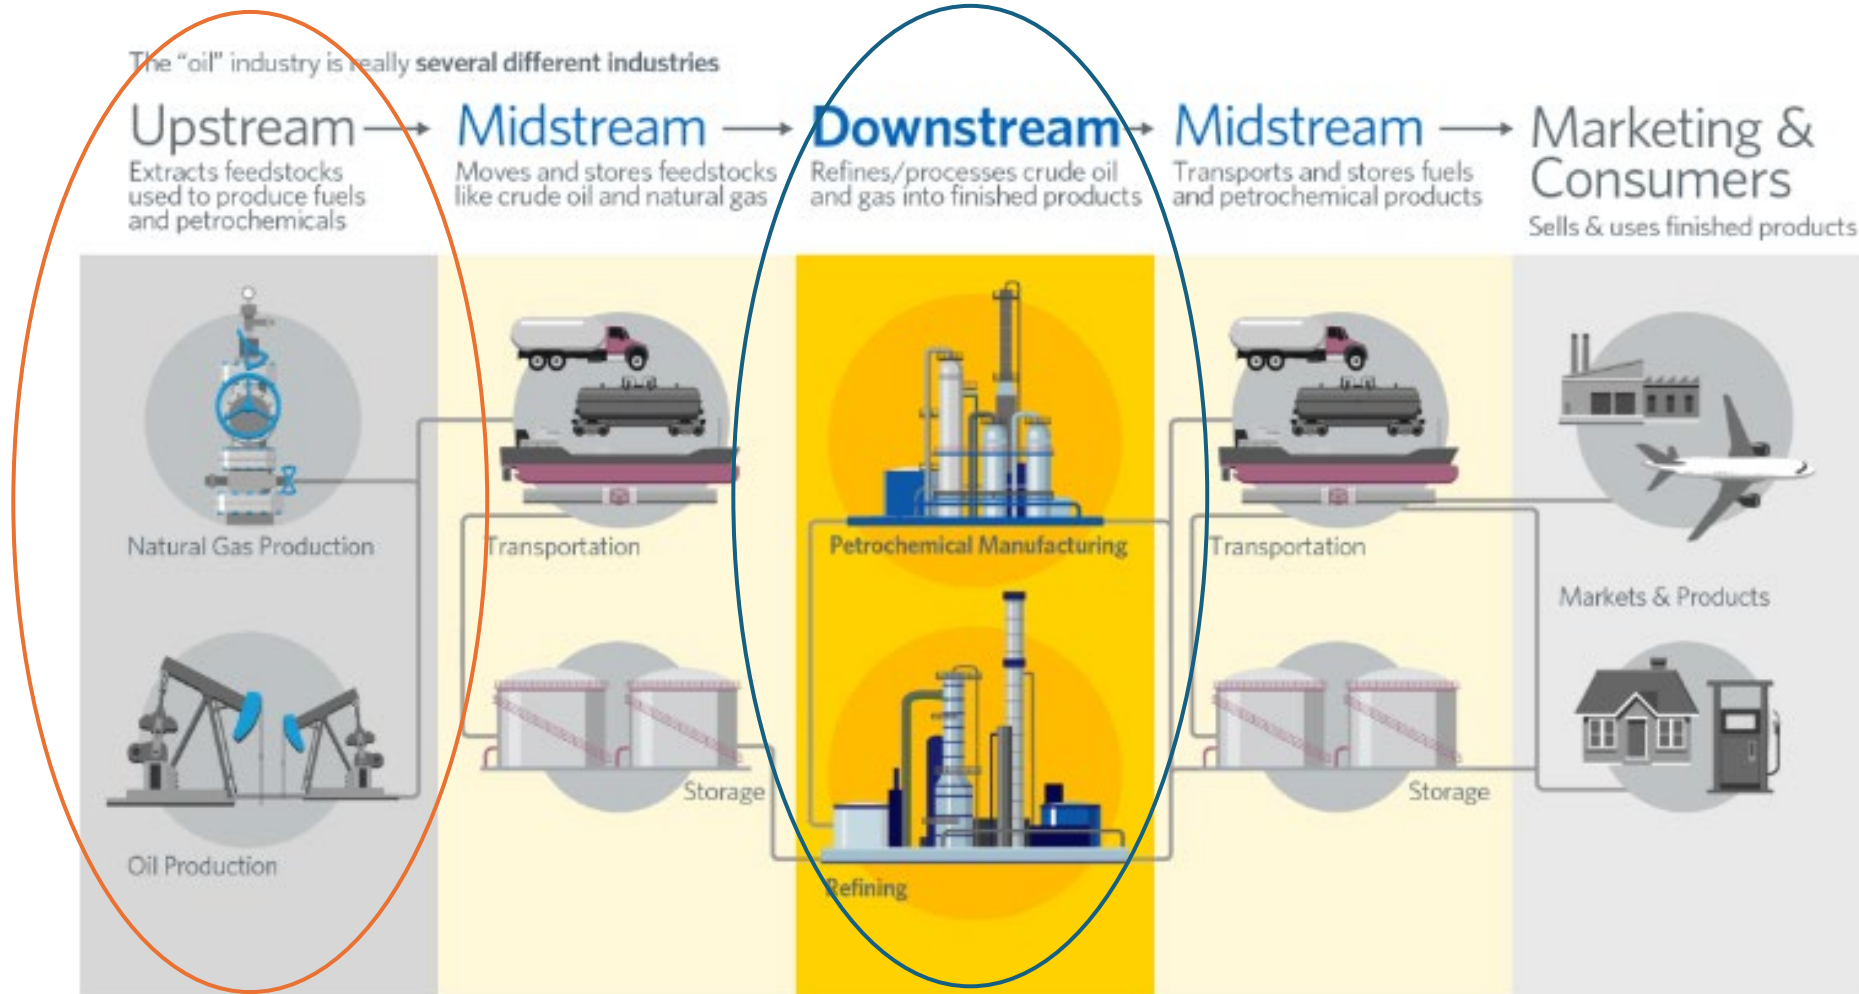 The “oil” industry is really several different industries
Upstream
Extracts feedstocks
used to produce fuels
and petrochemicals
Midstream
Moves and stores feedstocks
like crude oil and natural gas
Downstream
Refines/processes crude oil
and gas into finished products
Midstream
Transports and stores fuels
and petrochemical products
Marketing &
Consumers
Sells & uses finished products
Natural Gas Production
Oil Production
Transportation
Storage
Petrochemical Manufacturing
Refining
Transportation
Storage
Markets & Products